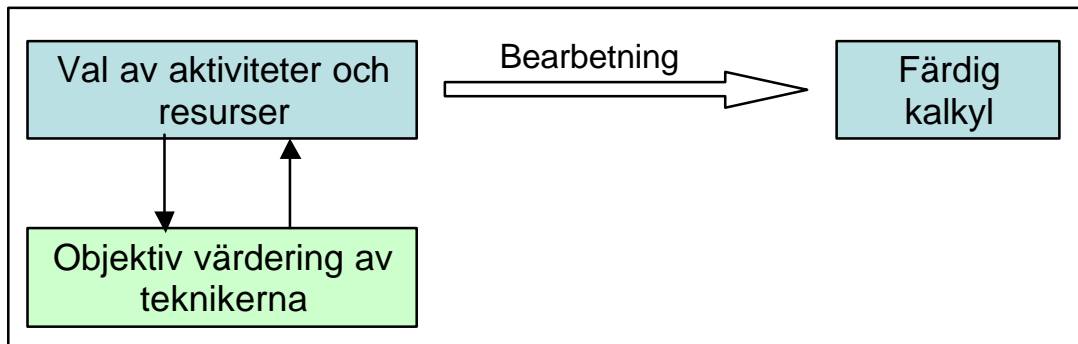 Val av aktiviteter och
resurser
Bearbetning
Färdig
kalkyl
Objektiv värdering av
teknikerna